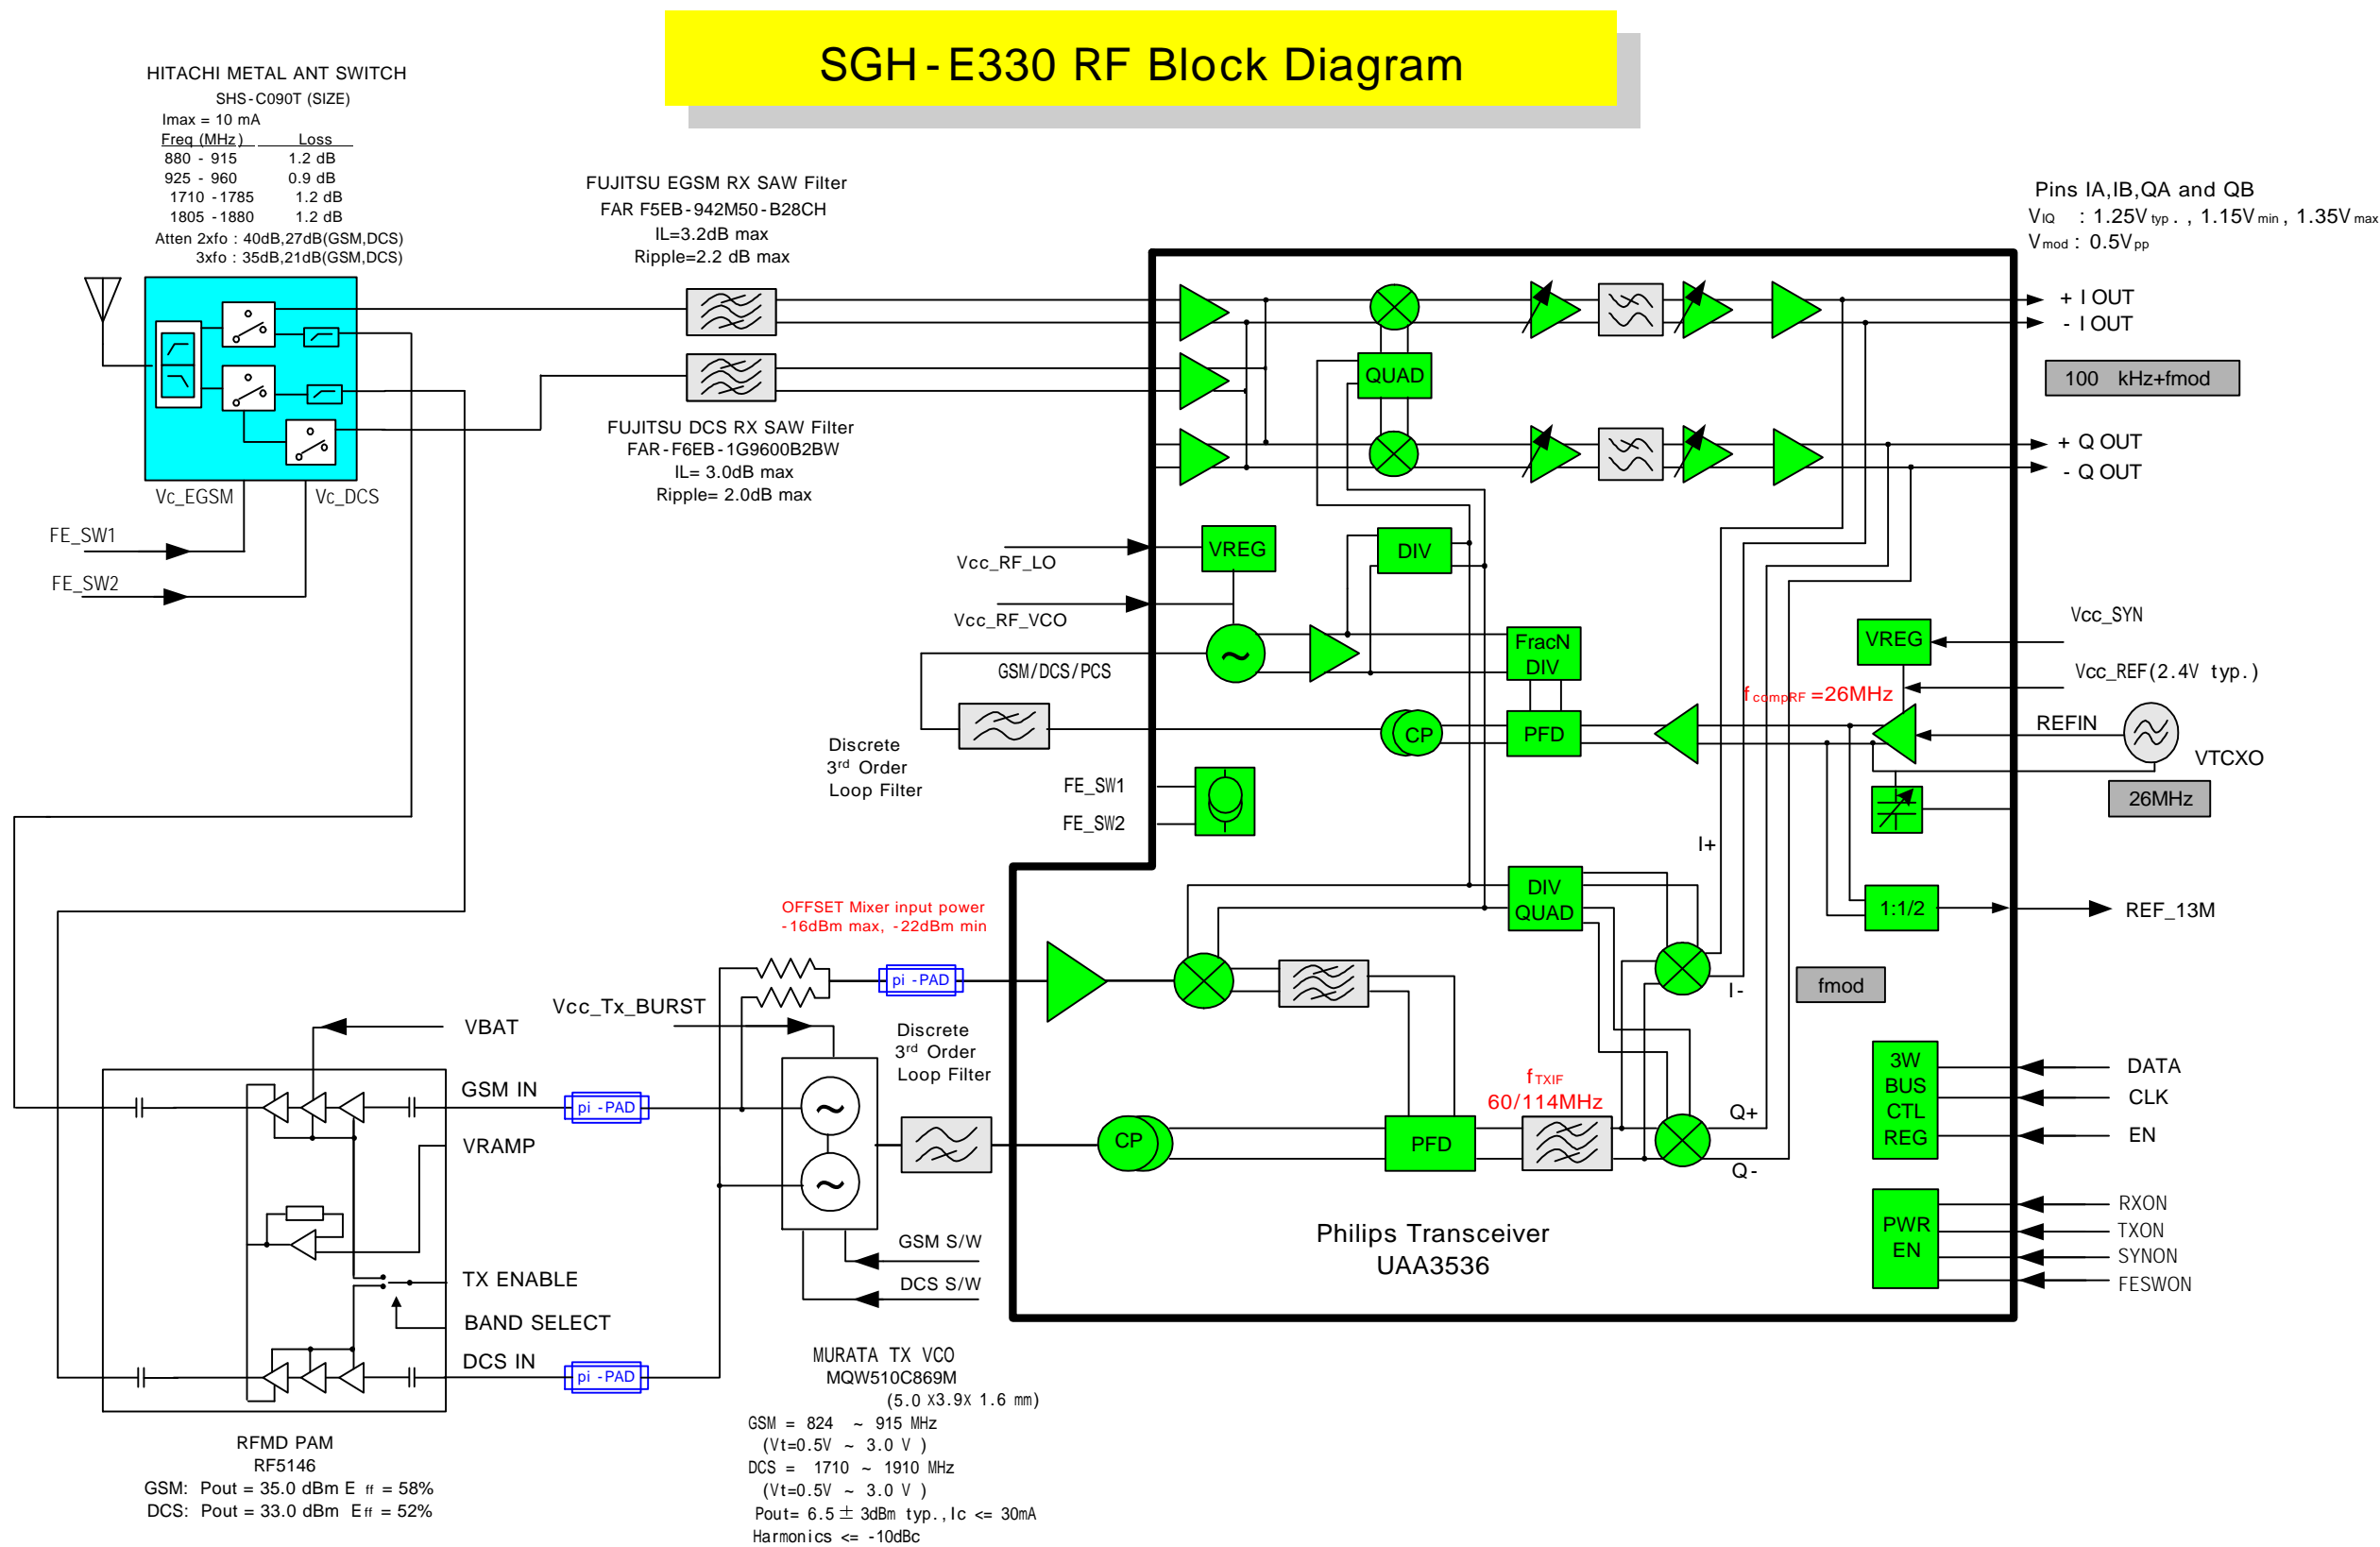 SGH-E330 RF Block Diagram
HITACHI METAL ANT SWITCH
SHS-C090T (SIZE)
Imax = 10 mA
Freq (MHz) Loss
880 - 915 1.2 dB
925 - 960 0.9 dB
1710 -1785 1.2 dB
1805 -1880 1.2 dB
Atten 2xfo : 40dB,27dB(GSM,DCS)
3xfo : 35dB,21dB(GSM,DCS)
FUJITSU EGSM RX SAW Filter
FAR F5EB-942M50-B28CH
IL=3.2dB max
Ripple=2.2 dB max
Pins IA,IB,QA and QB
VIQ : 1.25V typ. , 1.15V min , 1.35V max
Vmod : 0.5Vpp
+ I OUT
- I OUT
QUAD
100 kHz+fmod
FUJITSU DCS RX SAW Filter
FAR-F6EB-1G9600B2BW
IL= 3.0dB max
Ripple= 2.0dB max
+ Q OUT
- Q OUT
Vc_EGSM
Vc_DCS
FE_SW1
FE_SW2
Vcc_RF_LO
VREG
DIV
Vcc_RF_VCO
~
GSM/DCS/PCS
FracN
DIV
VREG
Vcc_SYN
Vcc_REF(2.4V typ.)
fcompRF =26MHz
CP
PFD
REFIN
VTCXO
26MHz
Discrete
3rd Order
Loop Filter
FE_SW1
FE_SW2
I+
DIV
QUAD
1:1/2
REF_13M
OFFSET Mixer input power
-16dBm max, -22dBm min
pi -PAD
I-
fmod
Vcc_Tx_BURST
Discrete
3rd Order
Loop Filter
VBAT
GSM IN
pi -PAD
~
~
VRAMP
CP
PFD
fTXIF
60/114MHz
Q+
Q-
3W
BUS
CTL
REG
DATA
CLK
EN
PWR
EN
RXON
TXON
SYNON
FESWON
GSM S/W
DCS S/W
Philips Transceiver
UAA3536
TX ENABLE
BAND SELECT
DCS IN
pi -PAD
MURATA TX VCO
MQW510C869M
(5.0 X3.9X 1.6 mm)
GSM = 824 ~ 915 MHz
(Vt=0.5V ~ 3.0 V )
DCS = 1710 ~ 1910 MHz
(Vt=0.5V ~ 3.0 V )
Pout= 6.5 ± 3dBm typ.,Ic <= 30mA
Harmonics <= -10dBc
RFMD PAM
RF5146
GSM: Pout = 35.0 dBm Eff = 58%
DCS: Pout = 33.0 dBm Eff = 52%